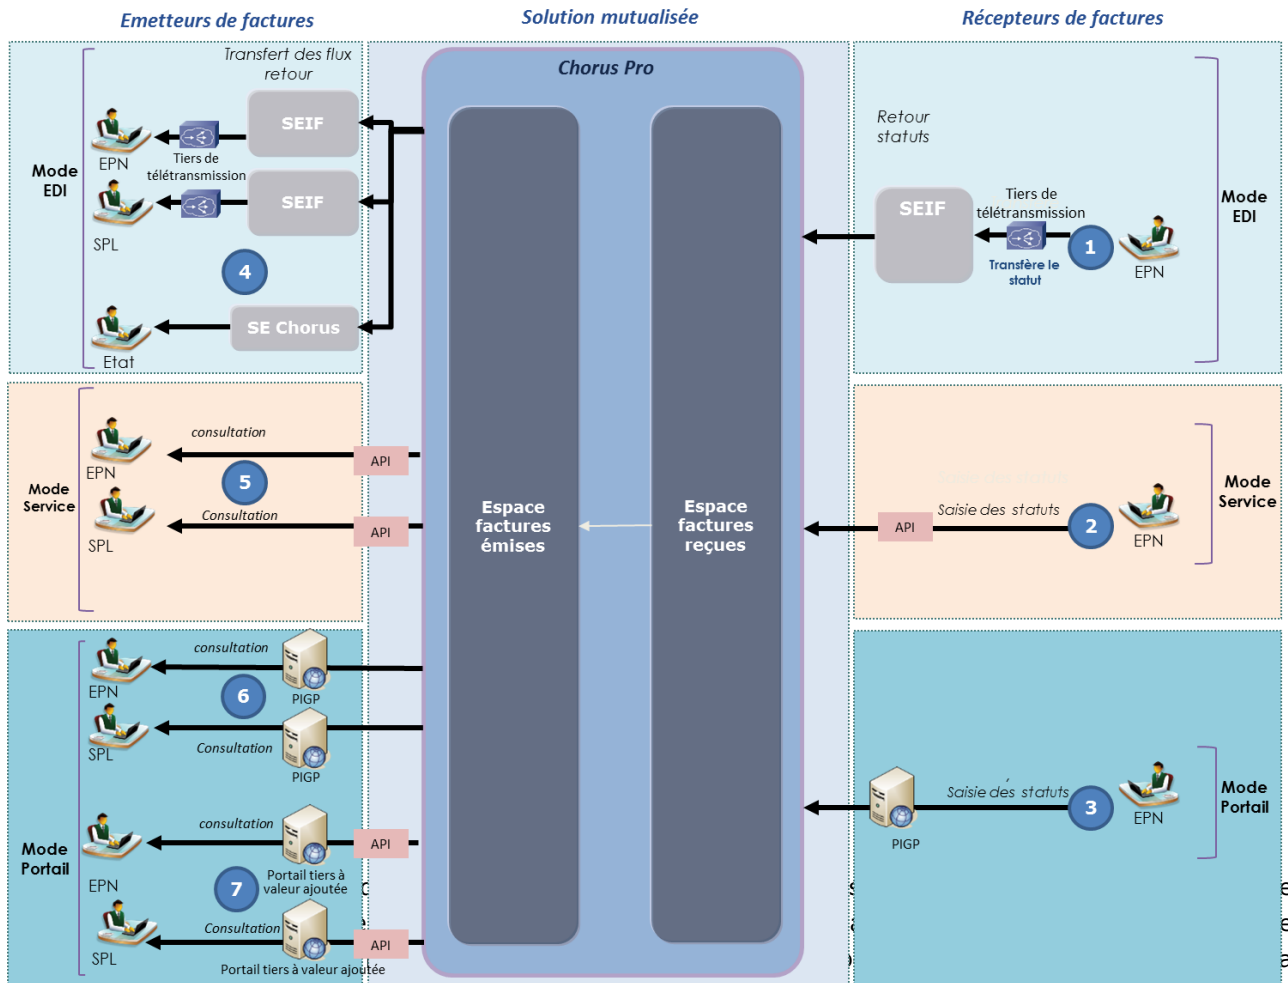 Emetteurs de factures
Solution mutualisée
Récepteurs de factures
Transfert des flux
retour
SEIF
EPN
Tiers de
télétransmission
Mode
EDI
SEIF
SPL
4
SE Chorus
Etat
Chorus Pro
Retour
statuts
SEIF
Tiers de
télétransmission
Transfère le
statut
1
EPN
Mode
EDI
consultation
EPN
API
5
Mode
Service
Consultation
SPL
API
Espace
factures
émises
Espace
factures
reçues
API
Saisie des statuts
2
EPN
Mode
Service
consultation
EPN
PIGP
6
SPL
Consultation
PIGP
consultation
API
Mode
Portail
EPN
7
Portail tiers à
valeur ajoutée
Consultation
API
SPL
Portail tiers à valeur ajoutée
PIGP
Saisie des statuts
3
EPN
Mode
Portail